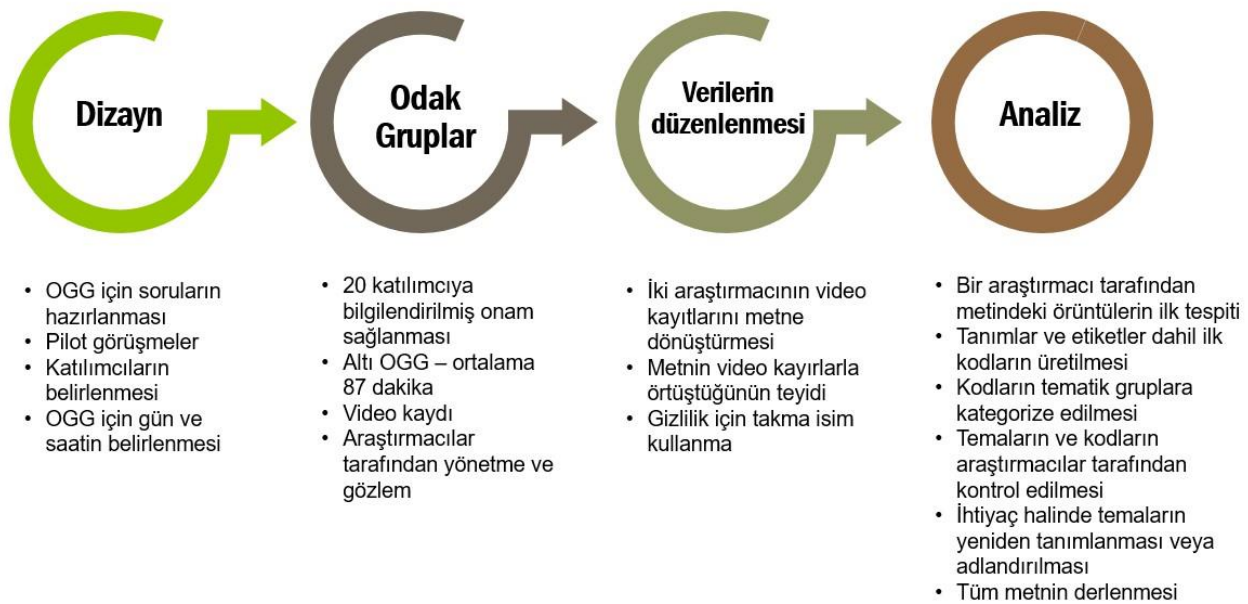 Dizayn
• OGG için soruların
hazırlanması
• Pilot görüşmeler
• Katılımcıların
belirlenmesi
• OGG için gün ve
saatin belirlenmesi
Odak
Gruplar
• 20 katılımcıya
bilgilendirilmiş onam
sağlanması
• Altı OGG – ortalama
87 dakika
• Video kaydı
• Araştırmacılar
tarafından yönetme ve
gözlem
Verilerin
düzenlenmesi
• İki araştırmacının video
kayıtlarını metne
dönüştürmesi
• Metnin video kayırlarla
örtüştüğünün teyidi
• Gizlilik için takma isim
kullanma
Analiz
• Bir araştırmacı tarafından
metindeki örüntülerin ilk tespiti
• Tanımlar ve etiketler dahil ilk
kodların üretilmesi
• Kodların tematik gruplara
kategorize edilmesi
• Temaların ve kodların
araştırmacılar tarafından
kontrol edilmesi
• İhtiyaç halinde temaların
yeniden tanımlanması veya
adlandırılması
• Tüm metnin derlenmesi